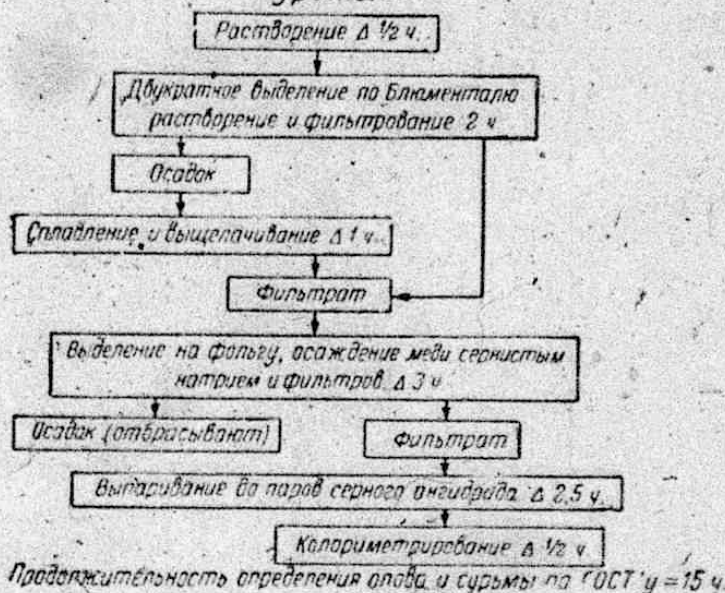 Растворение Δ 1/2 ч.
Двукратное выделение по Блюменталю
растворение и фильтрование 2 ч
Осадок
Сплавление и выщелачивание Δ 1 ч.
Фильтрат
Выделение на фольгу, осаждение меди сернистым
натрием и фильтров. Δ 3 ч
Осадок (отбрасывают)
Фильтрат
Выпаривание до паров серного ангидрида Δ 2,5 ч.
Колориметрирование Δ 1/2 ч
Продолжительность определения олова и сурьмы по ГОСТ'у = 15 ч.